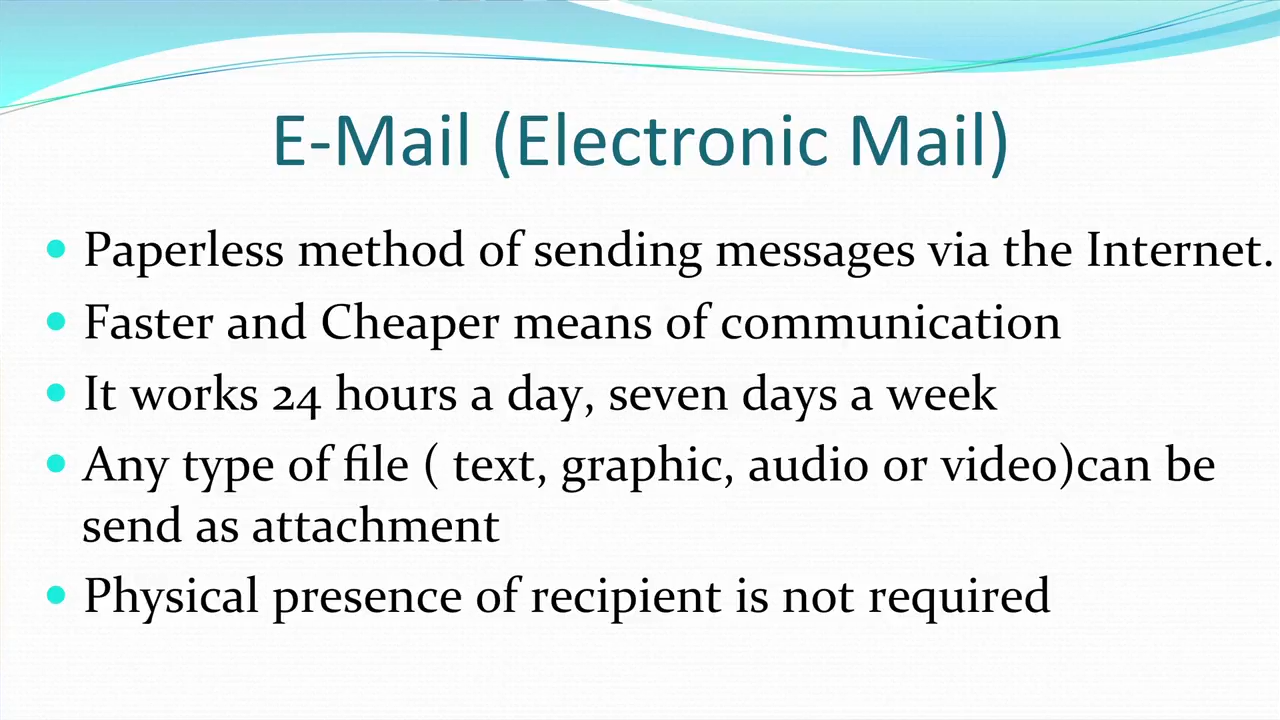 E-Mail (Electronic Mail)
• Paperless method of sending messages via the Internet.
• Faster and Cheaper means of communication
• It works 24 hours a day, seven days a week
• Any type of file ( text, graphic, audio or video)can be
send as attachment
• Physical presence of recipient is not required